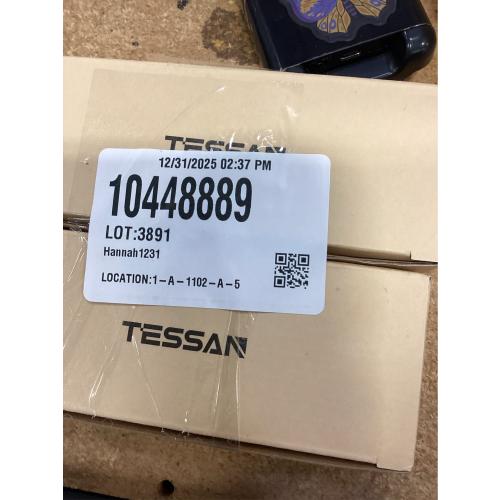 TESSAN
12/31/2025 02:37 PM
10448889
LOT:3891
Hannah1231
LOCATION:1-A-1102-A-5
TESSAN